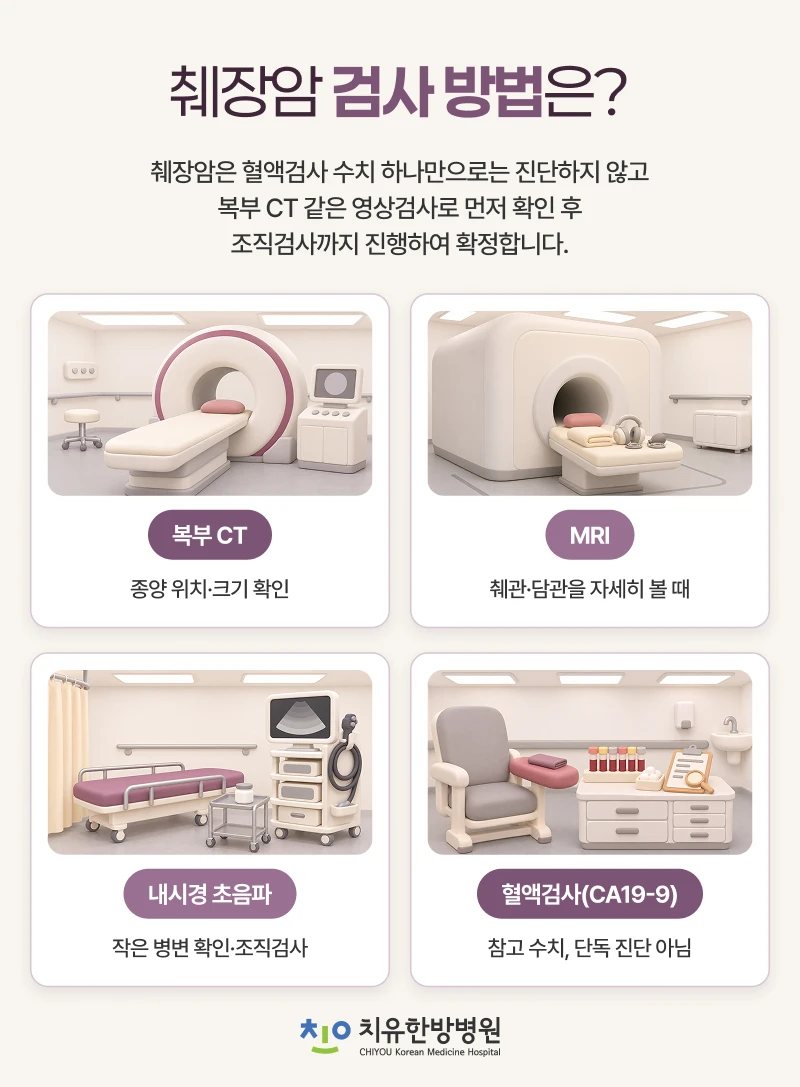 췌장암 검사 방법은?
췌장암은 혈액검사 수치 하나만으로는 진단하지 않고
복부 CT 같은 영상검사로 먼저 확인 후
조직검사까지 진행하여 확정합니다.
복부 CT
종양 위치·크기 확인
MRI
췌관·담관을 자세히 볼 때
내시경 초음파
작은 병변 확인·조직검사
혈액검사(CA19-9)
참고 수치, 단독 진단 아님
치유 치유한방병원
CHIYOU Korean Medicine Hospital